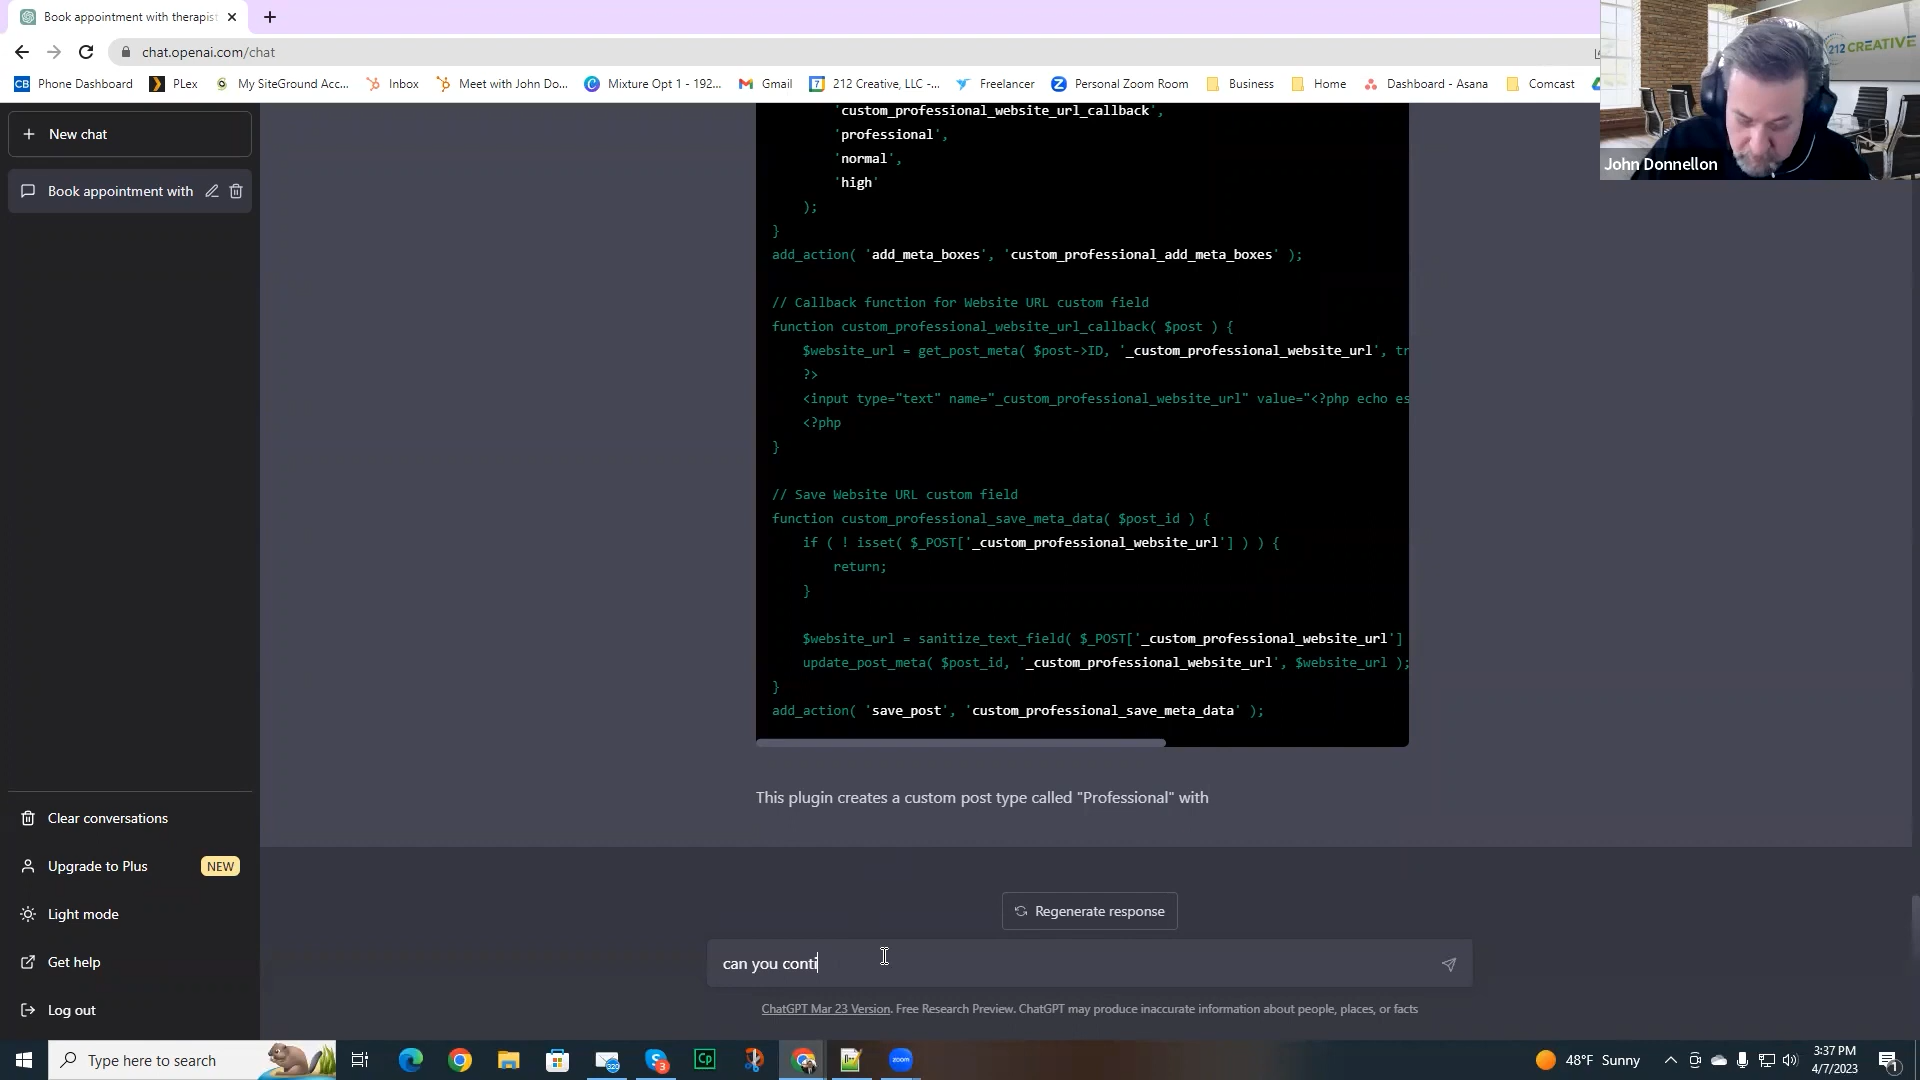 Book appointment with therapist
chat.openai.com/chat
Phone Dashboard
PLex
My SiteGround Acc...
Inbox
Meet with John Do...
Mixture Opt 1 - 192...
Gmail
212 Creative, LLC -...
Freelancer
Personal Zoom Room
Business
Home
Dashboard - Asana
Comcast
212 CREATIVE
John Donnellon
New chat
Book appointment with
'custom_professional_website_url_callback',
'professional',
'normal',
'high'
);
}
add_action( 'add_meta_boxes', 'custom_professional_add_meta_boxes' );
// Callback function for Website URL custom field
function custom_professional_website_url_callback( $post ) {
$website_url = get_post_meta( $post->ID, '_custom_professional_website_url', tr
?>
<input type="text" name="_custom_professional_website_url" value="<?php echo es
<?php
}
// Save Website URL custom field
function custom_professional_save_meta_data( $post_id ) {
if ( ! isset( $_POST['_custom_professional_website_url'] ) ) {
return;
}
$website_url = sanitize_text_field( $_POST['_custom_professional_website_url']
update_post_meta( $post_id, '_custom_professional_website_url', $website_url );
}
add_action( 'save_post', 'custom_professional_save_meta_data' );
This plugin creates a custom post type called "Professional" with
Clear conversations
Upgrade to Plus NEW
Light mode
Get help
Log out
Regenerate response
can you conti
ChatGPT Mar 23 Version. Free Research Preview. ChatGPT may produce inaccurate information about people, places, or facts
Type here to search
48°F Sunny
3:37 PM
4/7/2023